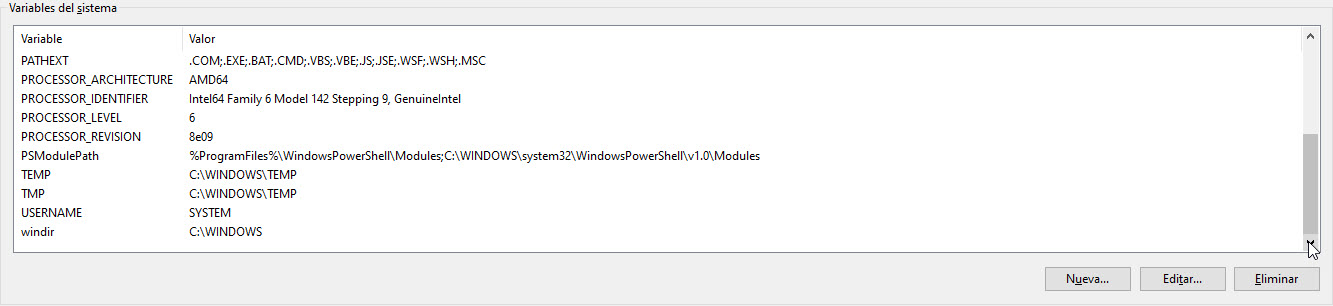 Variables del sistema
Variable Valor
PATHEXT .COM;.EXE;.BAT;.CMD;.VBS;.VBE;.JS;.JSE;.WSF;.WSH;.MSC
PROCESSOR_ARCHITECTURE AMD64
PROCESSOR_IDENTIFIER Intel64 Family 6 Model 142 Stepping 9, GenuineIntel
PROCESSOR_LEVEL 6
PROCESSOR_REVISION 8e09
PSModulePath %ProgramFiles%\WindowsPowerShell\Modules;C:\WINDOWS\system32\WindowsPowerShell\v1.0\Modules
TEMP C:\WINDOWS\TEMP
TMP C:\WINDOWS\TEMP
USERNAME SYSTEM
windir C:\WINDOWS
Nueva... Editar... Eliminar